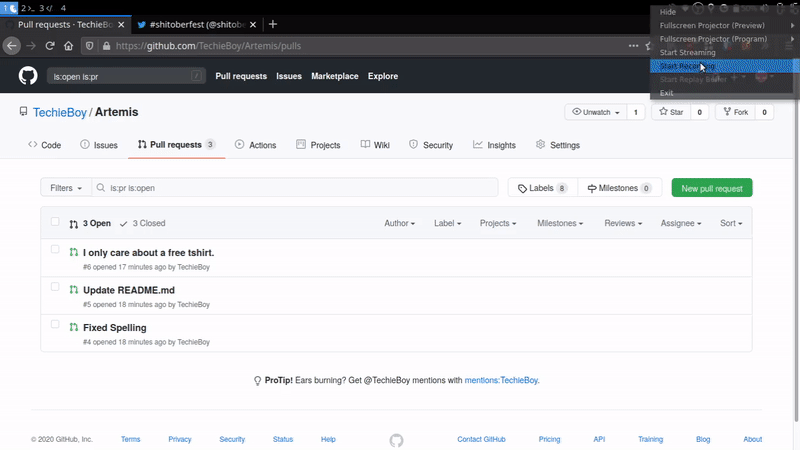 1 2 3 4
Hide
Pull requests · TechieBo × #shitoberfest (@shitobe ×
Fullscreen Projector (Preview)
Fullscreen Projector (Program)
https://github.com/TechieBoy/Artemis/pulls
Start Streaming
Start Recording
is:open is:pr / Pull requests Issues Marketplace Explore
Start Replay Buffer
Exit
TechieBoy / Artemis Unwatch 1 Star 0 Fork 0
Code Issues Pull requests 3 Actions Projects Wiki Security Insights Settings
Filters is:pr is:open Labels 8 Milestones 0 New pull request
3 Open 3 Closed Author Label Projects Milestones Reviews Assignee Sort
I only care about a free tshirt.
#6 opened 17 minutes ago by TechieBoy
Update README.md
#5 opened 18 minutes ago by TechieBoy
Fixed Spelling
#4 opened 18 minutes ago by TechieBoy
ProTip! Ears burning? Get @TechieBoy mentions with mentions:TechieBoy.
© 2020 GitHub, Inc. Terms Privacy Security Status Help Contact GitHub Pricing API Training Blog About